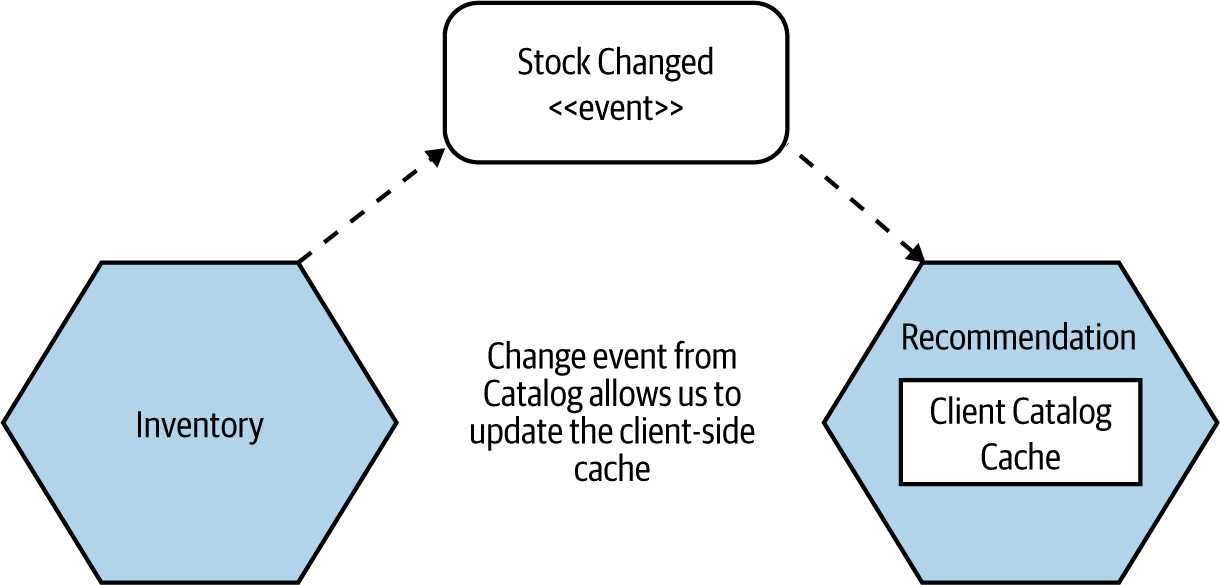 Stock Changed
<<event>>
Inventory
Change event from
Catalog allows us to
update the client-side
cache
Recommendation
Client Catalog
Cache